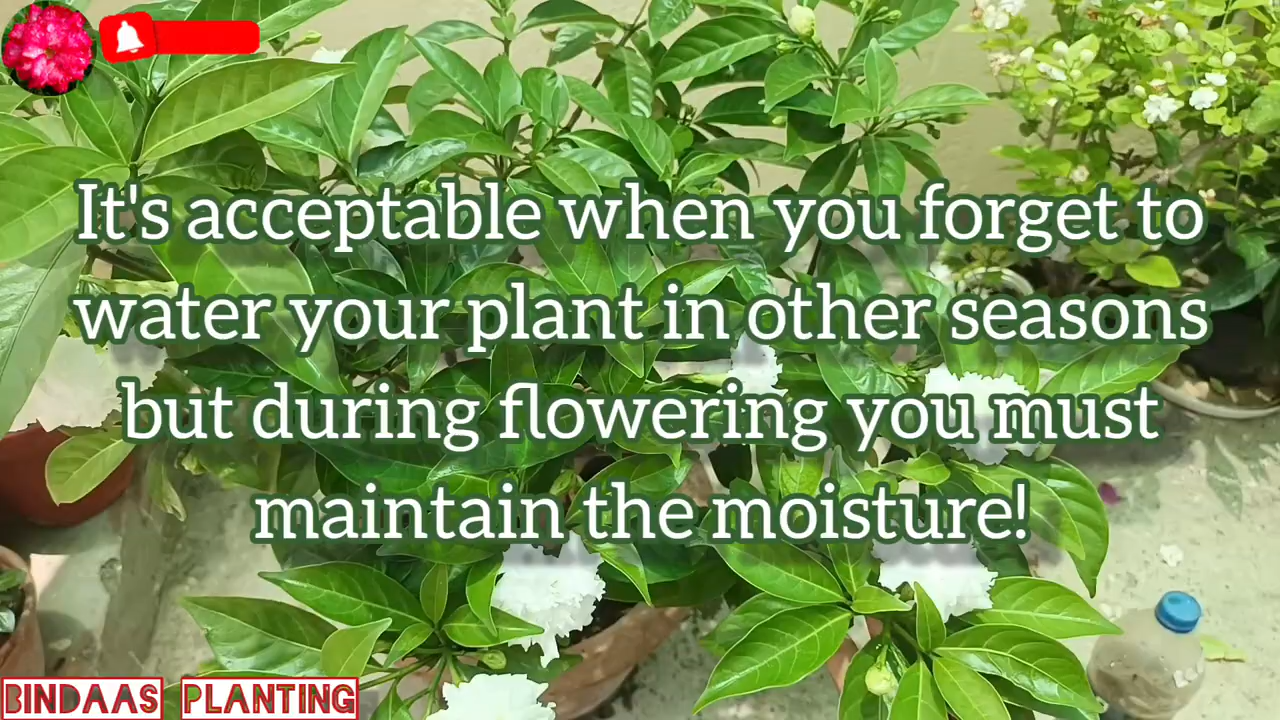 It's acceptable when you forget to
water your plant in other seasons
but during flowering you must
maintain the moisture!
BINDAAS PLANTING